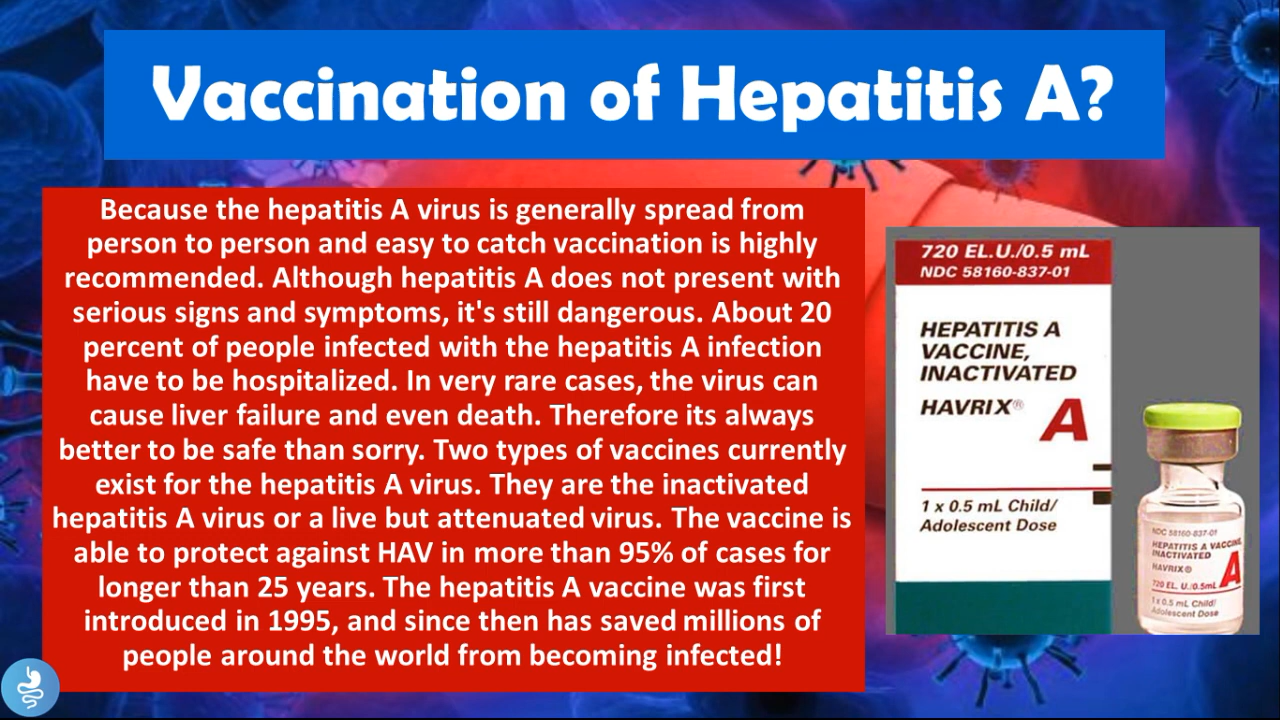 Vaccination of Hepatitis A?
Because the hepatitis A virus is generally spread from
person to person and easy to catch vaccination is highly
recommended. Although hepatitis A does not present with
serious signs and symptoms, it's still dangerous. About 20
percent of people infected with the hepatitis A infection
have to be hospitalized. In very rare cases, the virus can
cause liver failure and even death. Therefore its always
better to be safe than sorry. Two types of vaccines currently
exist for the hepatitis A virus. They are the inactivated
hepatitis A virus or a live but attenuated virus. The vaccine is
able to protect against HAV in more than 95% of cases for
longer than 25 years. The hepatitis A vaccine was first
introduced in 1995, and since then has saved millions of
people around the world from becoming infected!
720 EL.U./0.5 mL
NDC 58160-837-01
HEPATITIS A
VACCINE,
INACTIVATED
HAVRIX®
A
1 x 0.5 mL Child/
Adolescent Dose
NDC 58160-837-01
HEPATITIS A VACCINE,
INACTIVATED
HAVRIX®
A
720 EL. U./0.5mL
1 x 0.5 mL Child/
Adolescent Dose